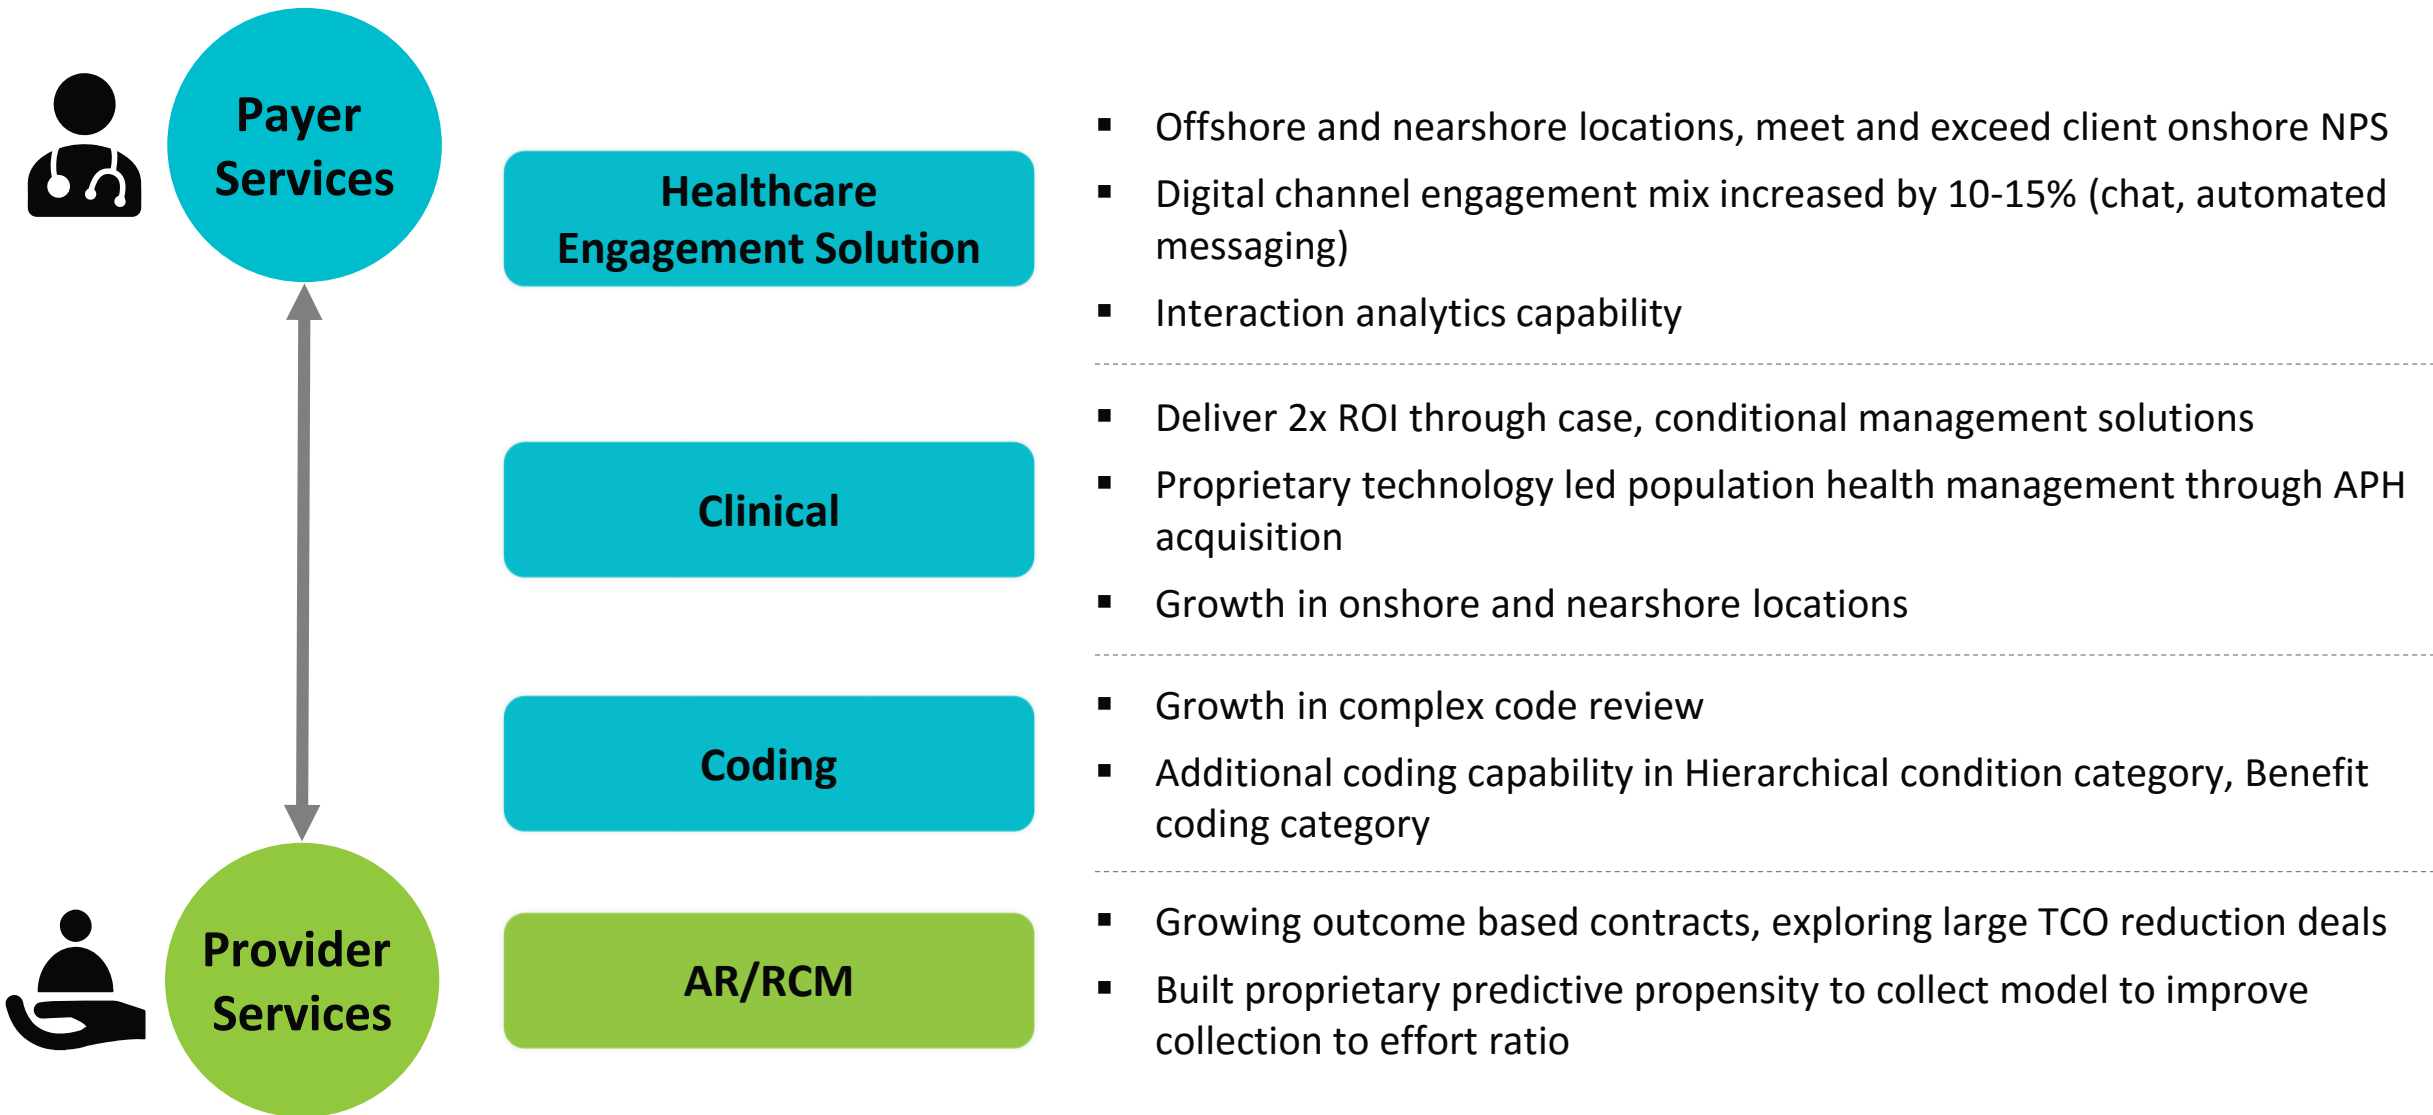 Payer
Services
Healthcare
Engagement Solution
▪ Offshore and nearshore locations, meet and exceed client onshore NPS
▪ Digital channel engagement mix increased by 10-15% (chat, automated
messaging)
▪ Interaction analytics capability
Clinical
▪ Deliver 2x ROI through case, conditional management solutions
▪ Proprietary technology led population health management through APH
acquisition
▪ Growth in onshore and nearshore locations
Coding
▪ Growth in complex code review
▪ Additional coding capability in Hierarchical condition category, Benefit
coding category
Provider
Services
AR/RCM
▪ Growing outcome based contracts, exploring large TCO reduction deals
▪ Built proprietary predictive propensity to collect model to improve
collection to effort ratio